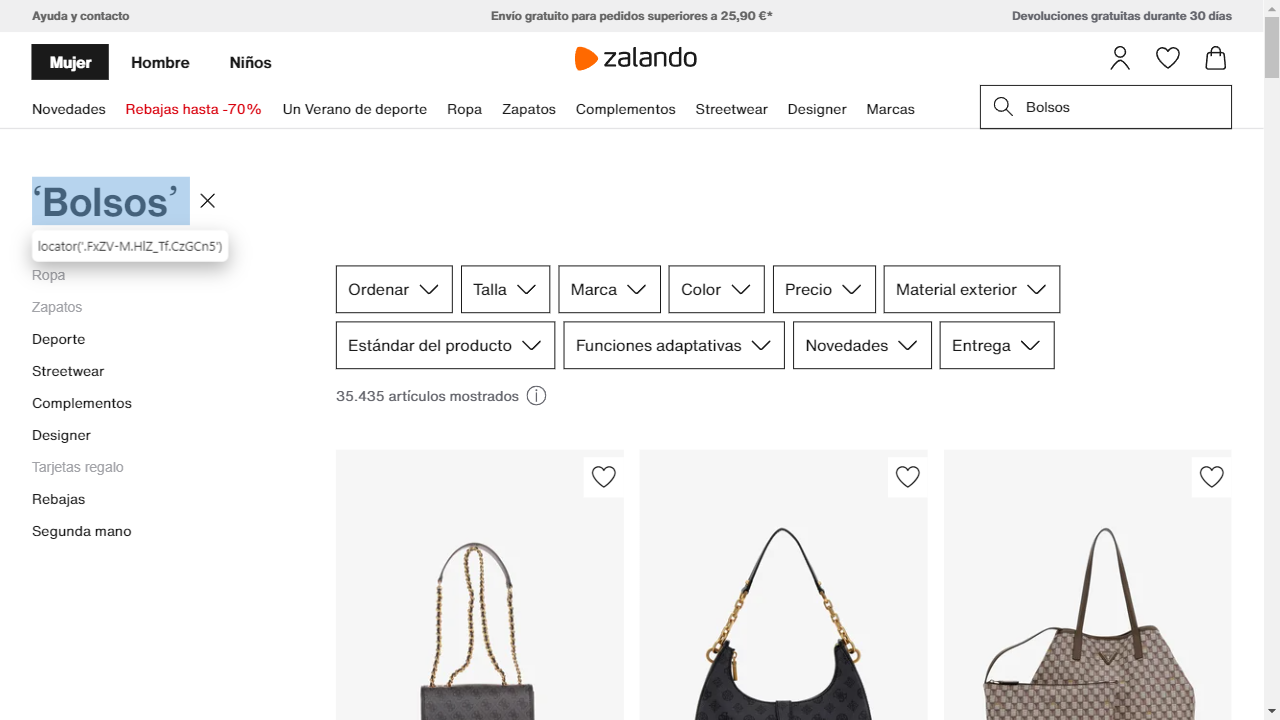 Ayuda y contacto
Envío gratuito para pedidos superiores a 25,90 €*
Devoluciones gratuitas durante 30 días
Mujer
Hombre
Niños
zalando
Novedades
Rebajas hasta -70%
Un Verano de deporte
Ropa
Zapatos
Complementos
Streetwear
Designer
Marcas
Bolsos
‘Bolsos’
locator('.FxZV-M.HlZ_Tf.CzGCn5')
Ropa
Zapatos
Deporte
Streetwear
Complementos
Designer
Tarjetas regalo
Rebajas
Segunda mano
Ordenar
Talla
Marca
Color
Precio
Material exterior
Estándar del producto
Funciones adaptativas
Novedades
Entrega
35.435 artículos mostrados